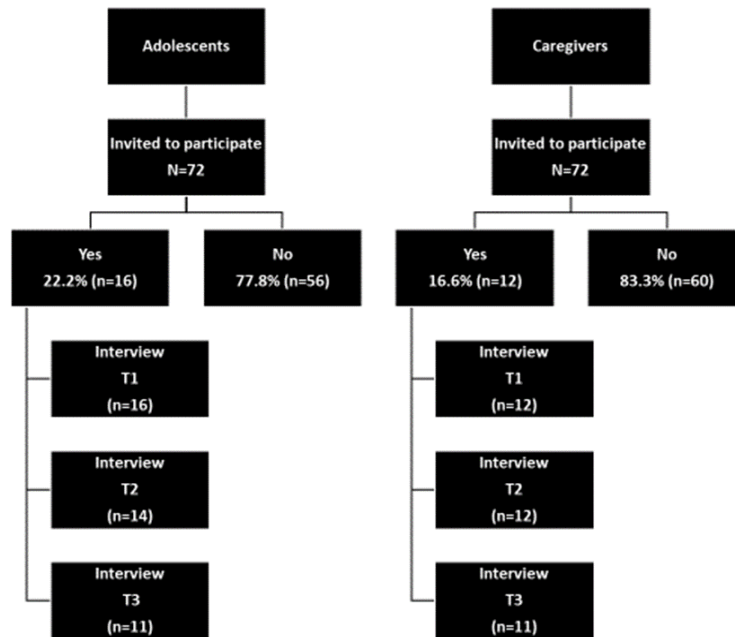 Adolescents
Invited to participate
N=72
Yes
22.2% (n=16)
No
77.8% (n=56)
Interview
T1
(n=16)
Interview
T2
(n=14)
Interview
T3
(n=11)
Caregivers
Invited to participate
N=72
Yes
16.6% (n=12)
No
83.3% (n=60)
Interview
T1
(n=12)
Interview
T2
(n=12)
Interview
T3
(n=11)